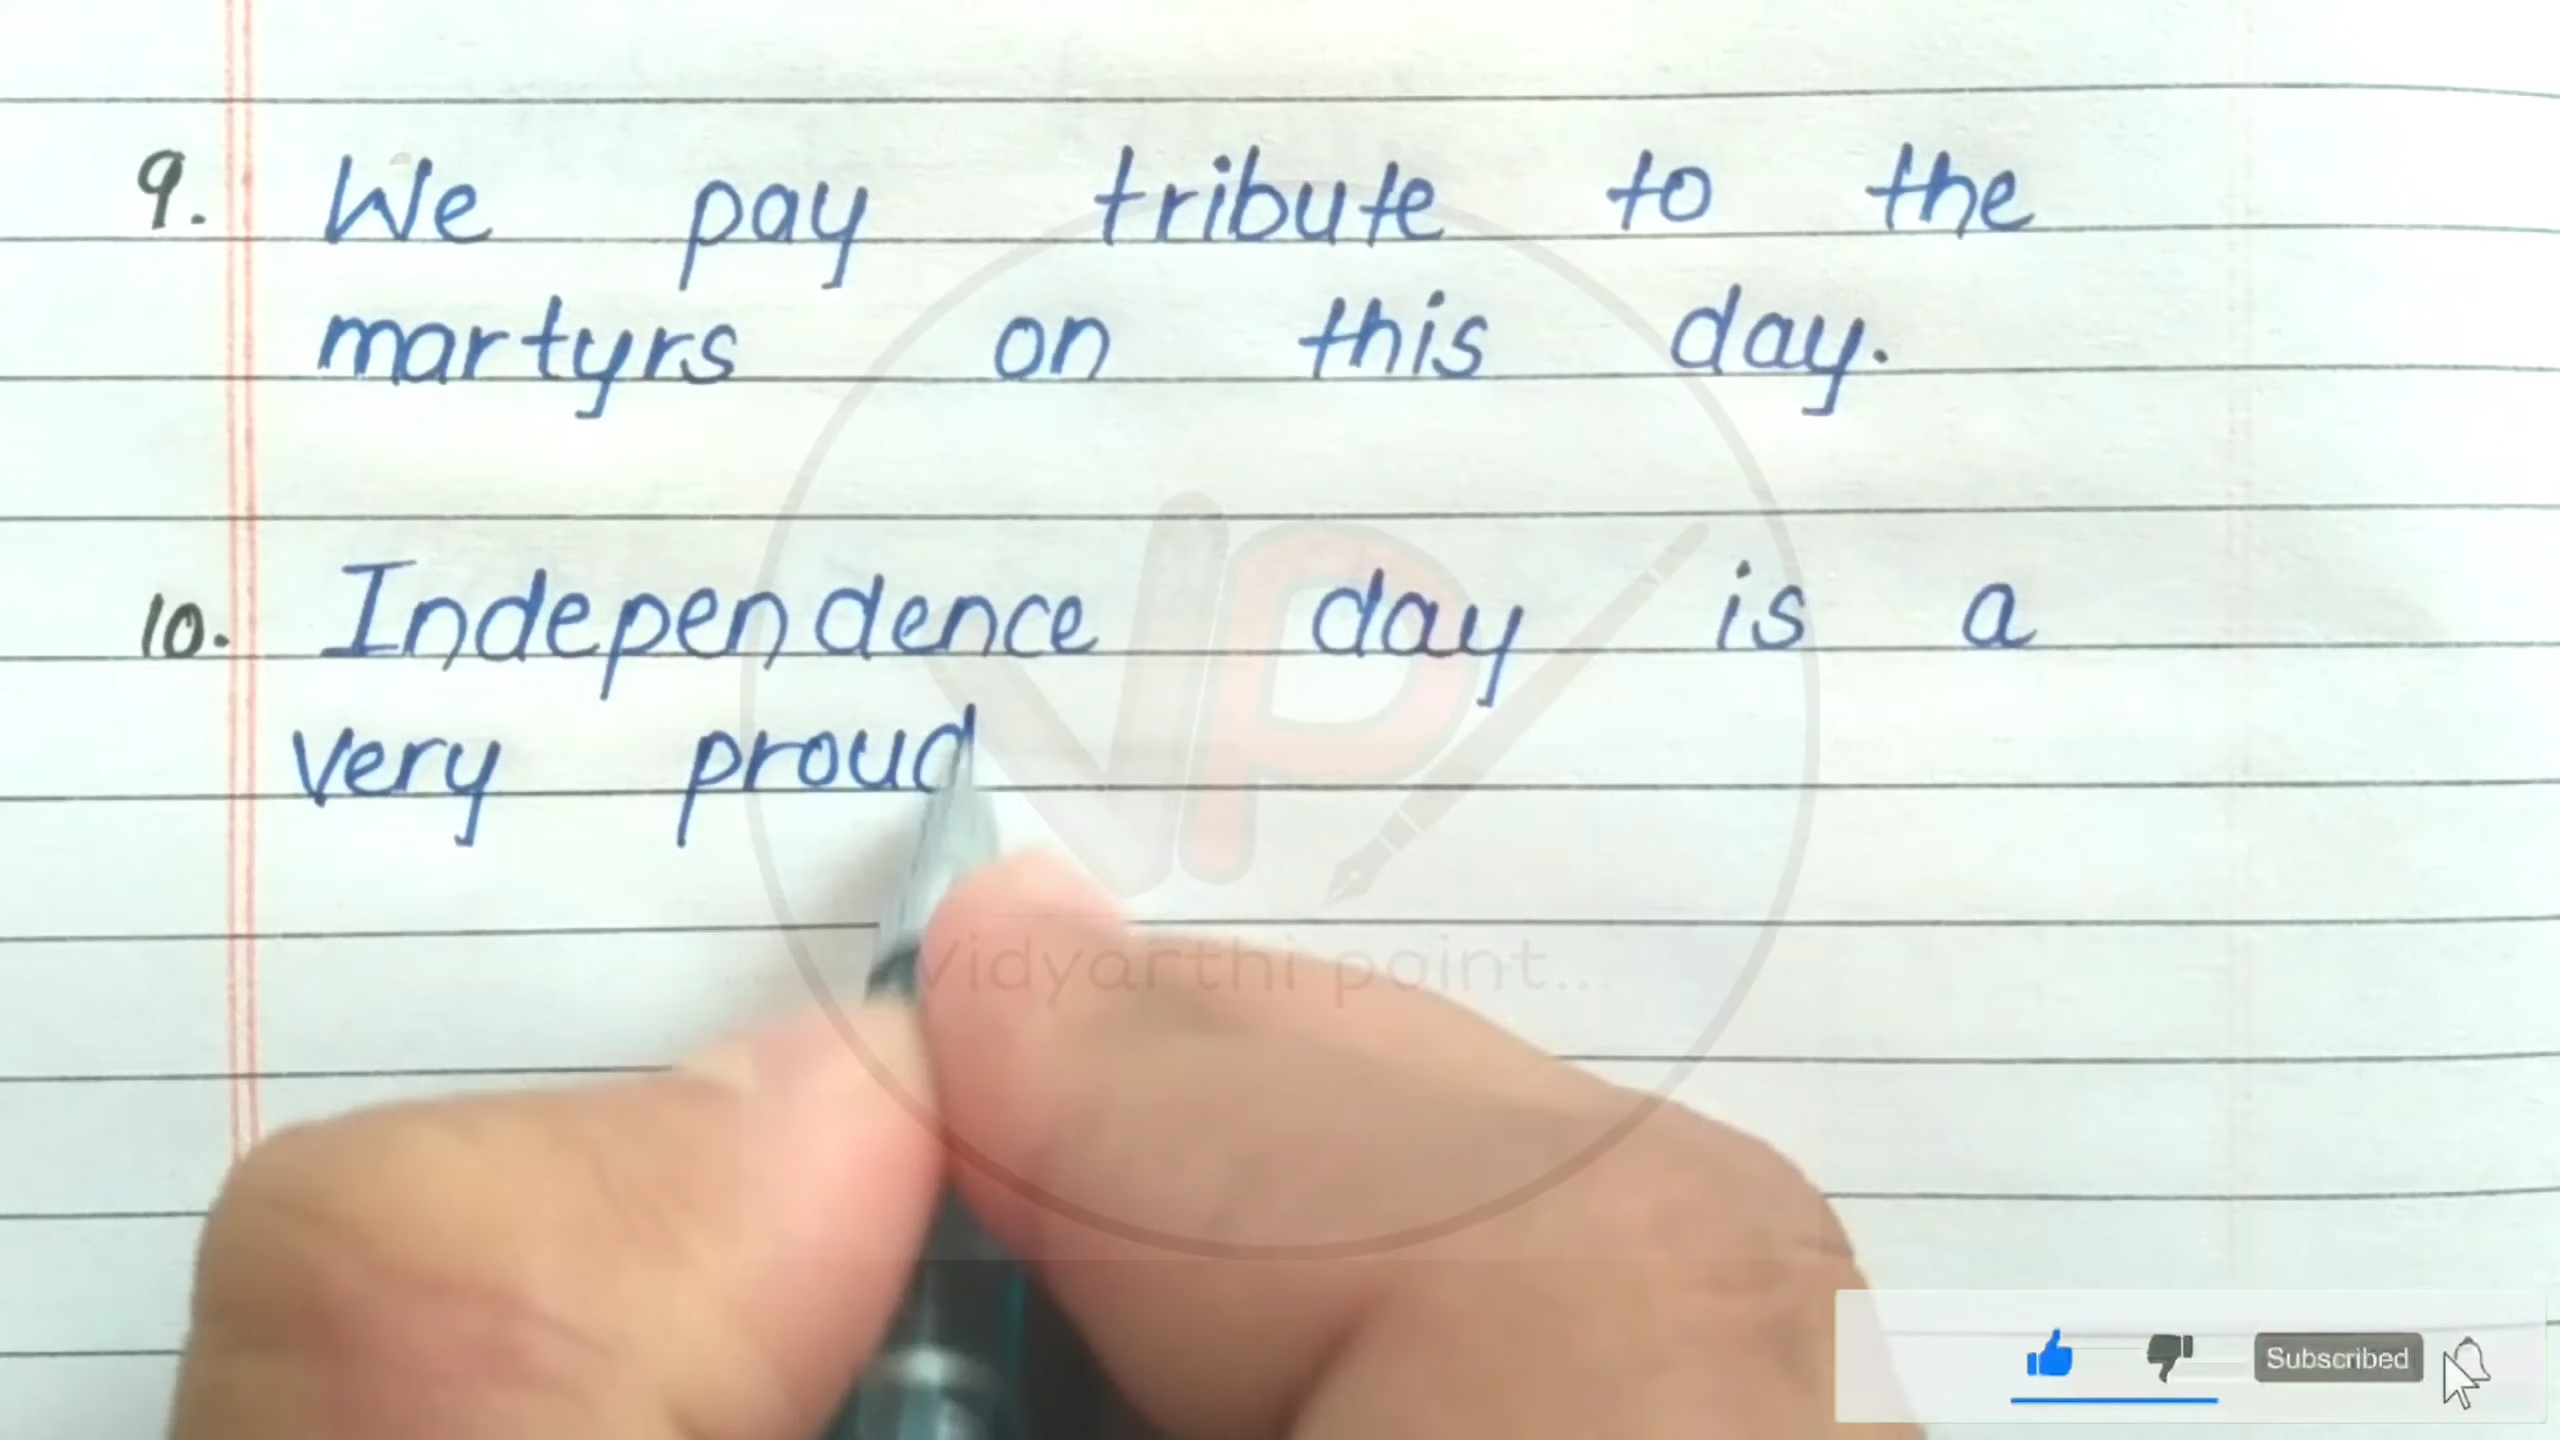 9. We pay tribute to the
martyrs on this day.
10. Independence day is a
very proud
Vidyarthi point...
Subscribed